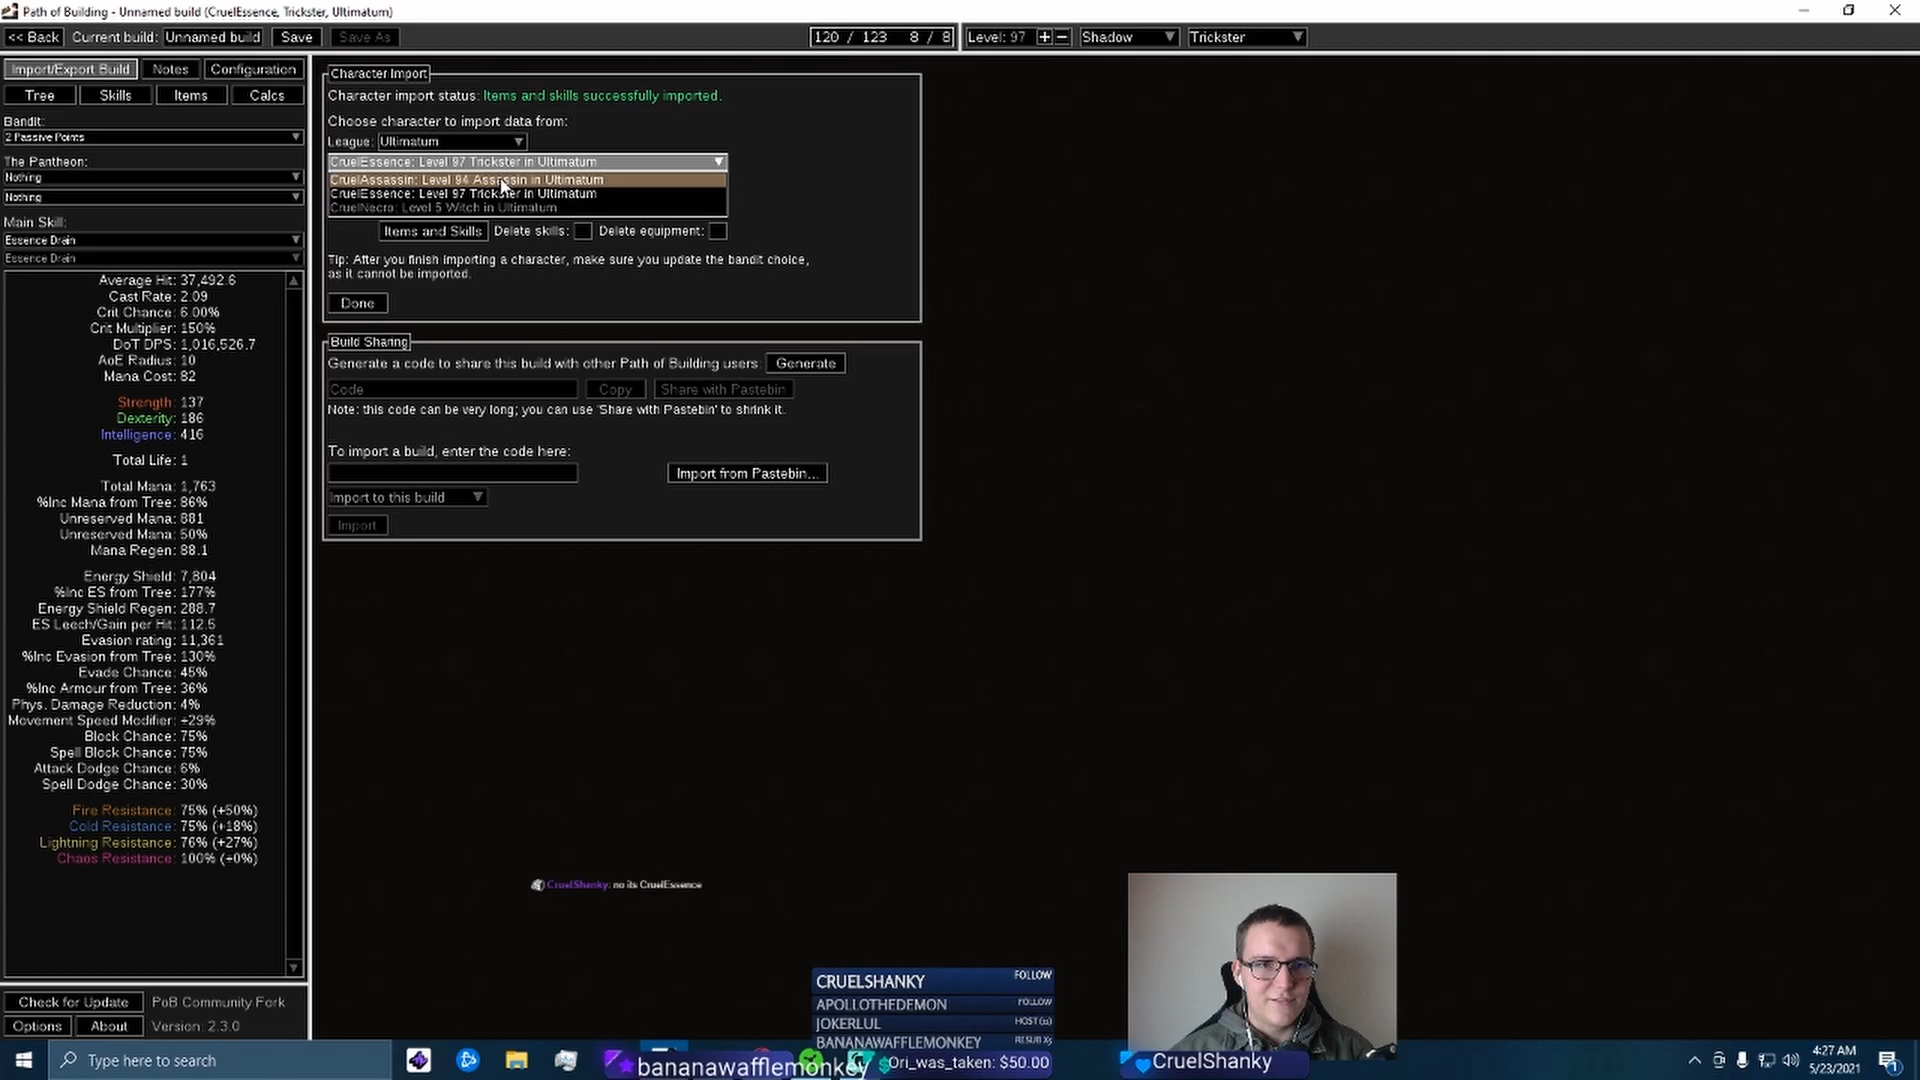 Path of Building - Unnamed build (CruelEssence, Trickster, Ultimatum)
<< Back Current build: Unnamed build Save Save As 120 / 123 8 / 8 Level: 97 + − Shadow Trickster
Import/Export Build Notes Configuration
Tree Skills Items Calcs
Bandit:
2 Passive Points
The Pantheon:
Nothing
Nothing
Main Skill:
Essence Drain
Essence Drain
Average Hit: 37,492.6
Cast Rate: 2.09
Crit Chance: 6.00%
Crit Multiplier: 150%
DoT DPS: 1,016,526.7
AoE Radius: 10
Mana Cost: 82
Strength: 137
Dexterity: 186
Intelligence: 416
Total Life: 1
Total Mana: 1,763
%Inc Mana from Tree: 86%
Unreserved Mana: 881
Unreserved Mana: 50%
Mana Regen: 88.1
Energy Shield: 7,804
%Inc ES from Tree: 177%
Energy Shield Regen: 288.7
ES Leech/Gain per Hit: 112.5
Evasion rating: 11,361
%Inc Evasion from Tree: 130%
Evade Chance: 45%
%Inc Armour from Tree: 36%
Phys. Damage Reduction: 4%
Movement Speed Modifier: +29%
Block Chance: 75%
Spell Block Chance: 75%
Attack Dodge Chance: 6%
Spell Dodge Chance: 30%
Fire Resistance: 75% (+50%)
Cold Resistance: 75% (+18%)
Lightning Resistance: 76% (+27%)
Chaos Resistance: 100% (+0%)
Check for Update PoB Community Fork
Options About Version: 2.3.0
Character Import
Character import status: Items and skills successfully imported.
Choose character to import data from:
League: Ultimatum
CruelEssence: Level 97 Trickster in Ultimatum
CruelAssassin: Level 94 Assassin in Ultimatum
CruelEssence: Level 97 Trickster in Ultimatum
CruelNecro: Level 5 Witch in Ultimatum
Items and Skills Delete skills: Delete equipment:
Tip: After you finish importing a character, make sure you update the bandit choice,
as it cannot be imported.
Done
Build Sharing
Generate a code to share this build with other Path of Building users: Generate
Code Copy Share with Pastebin
Note: this code can be very long; you can use 'Share with Pastebin' to shrink it.
To import a build, enter the code here:
Import from Pastebin...
Import to this build
Import
CruelShanky: no its CruelEssence
CRUELSHANKY FOLLOW
APOLLOTHEDEMON FOLLOW
JOKERLUL
BANANAWAFFLEMONKEY
Type here to search
bananawafflemonkey
Ori_was_taken: $50.00
CruelShanky
4:27 AM
5/23/2021